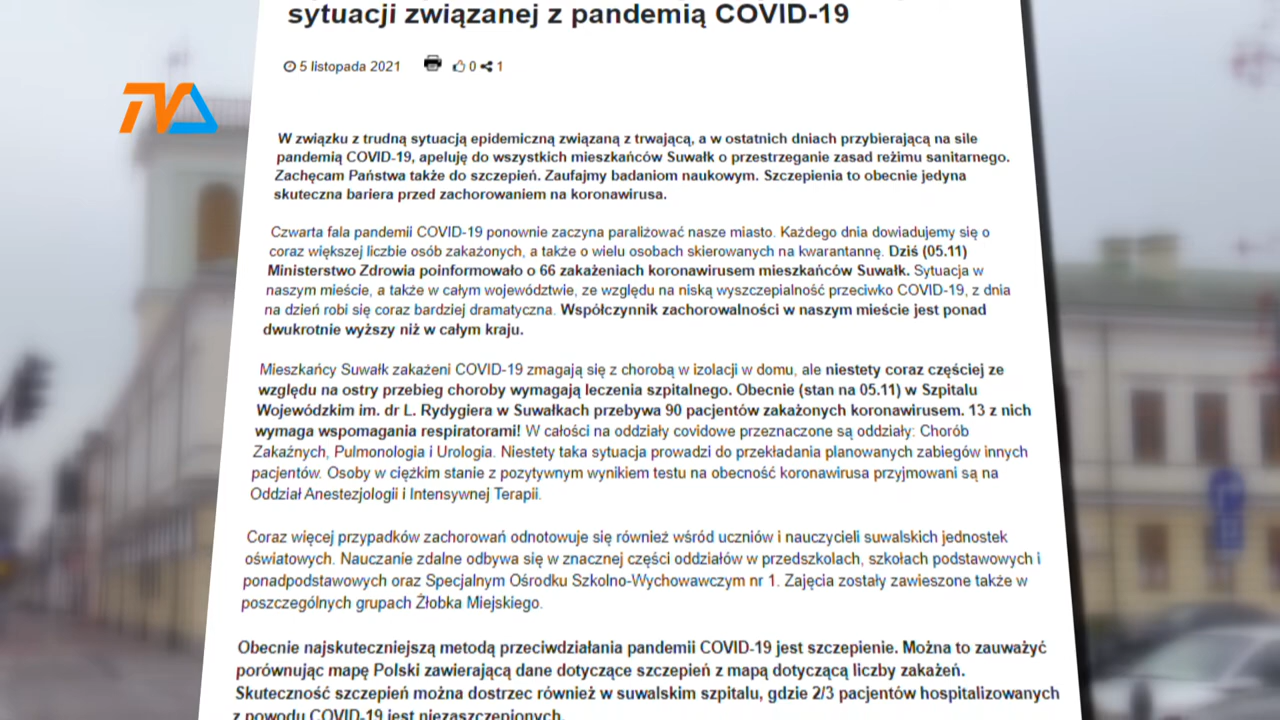 sytuacji związanej z pandemią COVID-19
5 listopada 2021 0 1
TVA
W związku z trudną sytuacją epidemiczną związaną z trwającą, a w ostatnich dniach przybierającą na sile
pandemią COVID-19, apeluję do wszystkich mieszkańców Suwałk o przestrzeganie zasad reżimu sanitarnego.
Zachęcam Państwa także do szczepień. Zaufajmy badaniom naukowym. Szczepienia to obecnie jedyna
skuteczna bariera przed zachorowaniem na koronawirusa.
Czwarta fala pandemii COVID-19 ponownie zaczyna paraliżować nasze miasto. Każdego dnia dowiadujemy się o
coraz większej liczbie osób zakażonych, a także o wielu osobach skierowanych na kwarantannę. Dziś (05.11)
Ministerstwo Zdrowia poinformowało o 66 zakażeniach koronawirusem mieszkańców Suwałk. Sytuacja w
naszym mieście, a także w całym województwie, ze względu na niską wyszczepialność przeciwko COVID-19, z dnia
na dzień robi się coraz bardziej dramatyczna. Współczynnik zachorowalności w naszym mieście jest ponad
dwukrotnie wyższy niż w całym kraju.
Mieszkańcy Suwałk zakażeni COVID-19 zmagają się z chorobą w izolacji w domu, ale niestety coraz częściej ze
względu na ostry przebieg choroby wymagają leczenia szpitalnego. Obecnie (stan na 05.11) w Szpitalu
Wojewódzkim im. dr L. Rydygiera w Suwałkach przebywa 90 pacjentów zakażonych koronawirusem. 13 z nich
wymaga wspomagania respiratorami! W całości na oddziały covidowe przeznaczone są oddziały: Chorób
Zakaźnych, Pulmonologia i Urologia. Niestety taka sytuacja prowadzi do przekładania planowanych zabiegów innych
pacjentów. Osoby w ciężkim stanie z pozytywnym wynikiem testu na obecność koronawirusa przyjmowani są na
Oddział Anestezjologii i Intensywnej Terapii.
Coraz więcej przypadków zachorowań odnotowuje się również wśród uczniów i nauczycieli suwalskich jednostek
oświatowych. Nauczanie zdalne odbywa się w znacznej części oddziałów w przedszkolach, szkołach podstawowych i
ponadpodstawowych oraz Specjalnym Ośrodku Szkolno-Wychowawczym nr 1. Zajęcia zostały zawieszone także w
poszczególnych grupach Żłobka Miejskiego.
Obecnie najskuteczniejszą metodą przeciwdziałania pandemii COVID-19 jest szczepienie. Można to zauważyć
porównując mapę Polski zawierającą dane dotyczące szczepień z mapą dotyczącą liczby zakażeń.
Skuteczność szczepień można dostrzec również w suwalskim szpitalu, gdzie 2/3 pacjentów hospitalizowanych
z powodu COVID-19 jest niezaszczepionych.